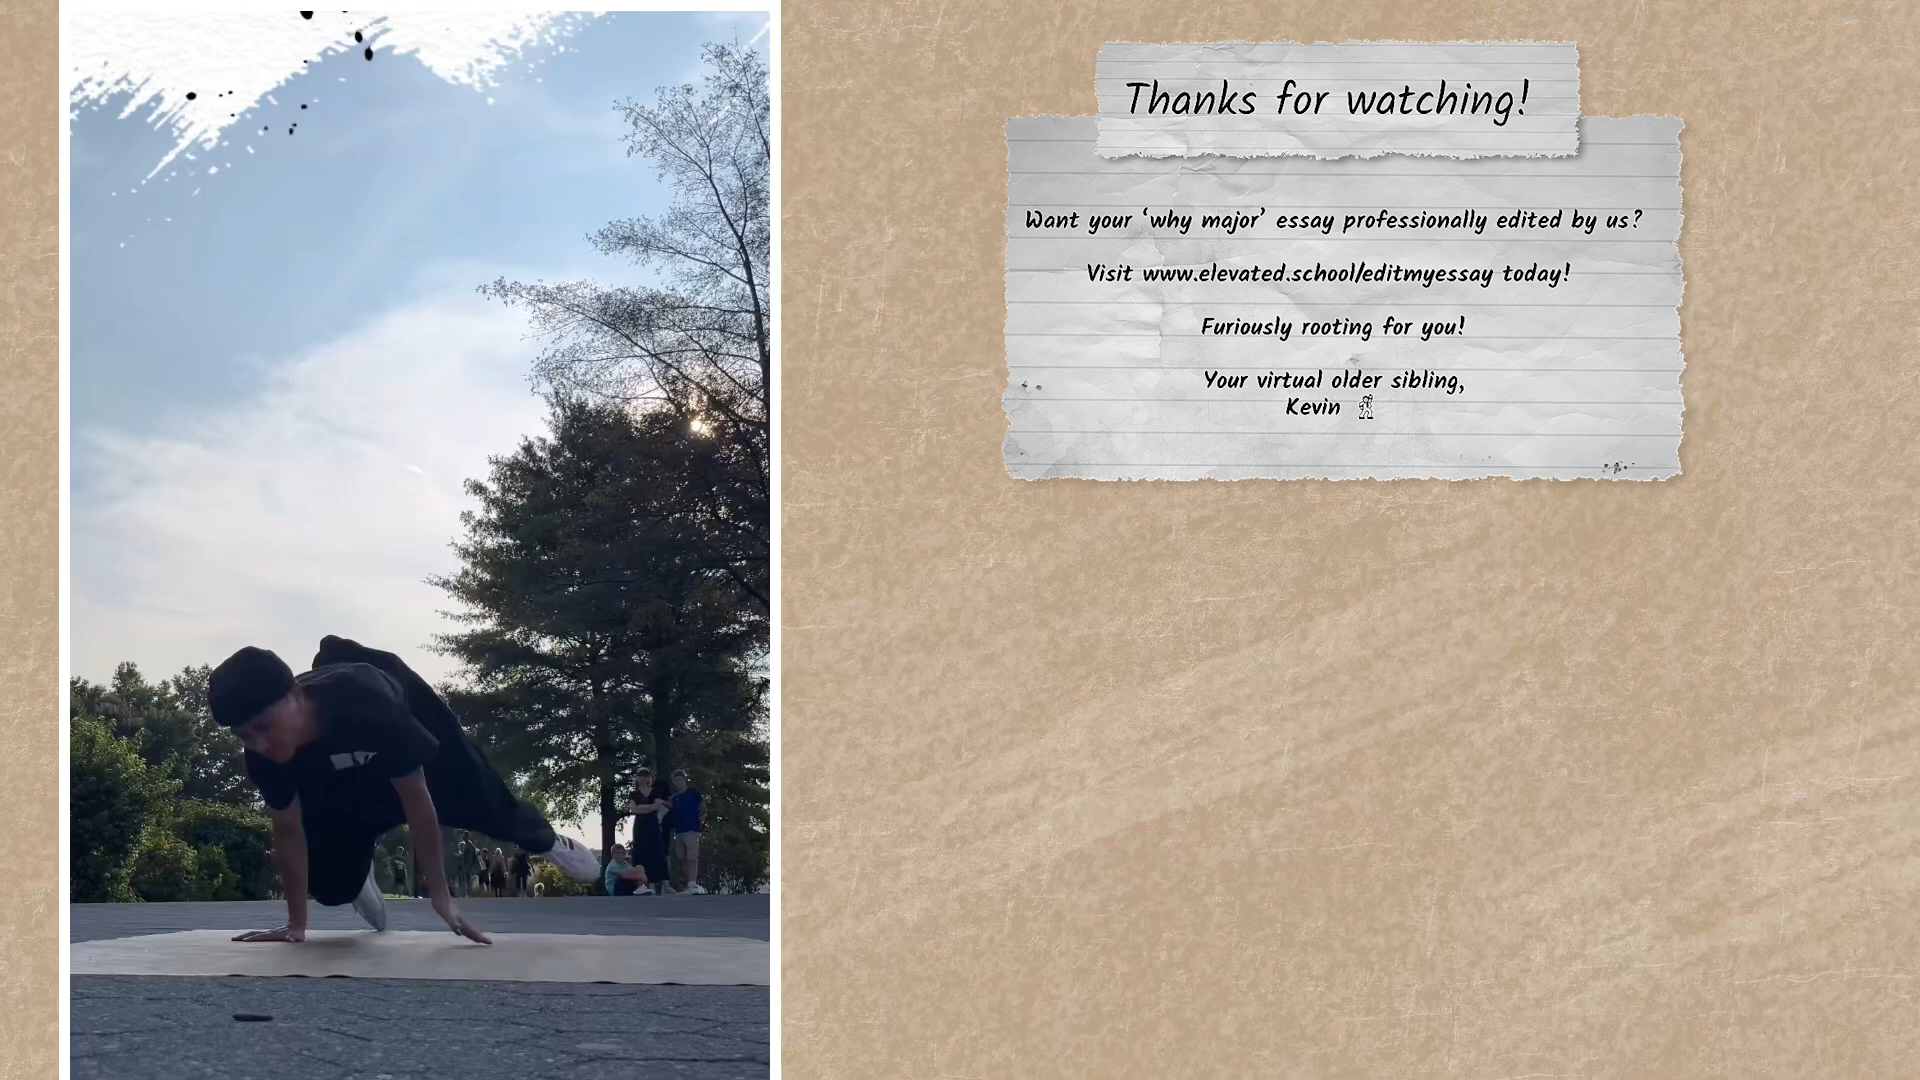 Thanks for watching!
Want your ‘why major’ essay professionally edited by us?
Visit www.elevated.school/editmyessay today!
Furiously rooting for you!
Your virtual older sibling,
Kevin